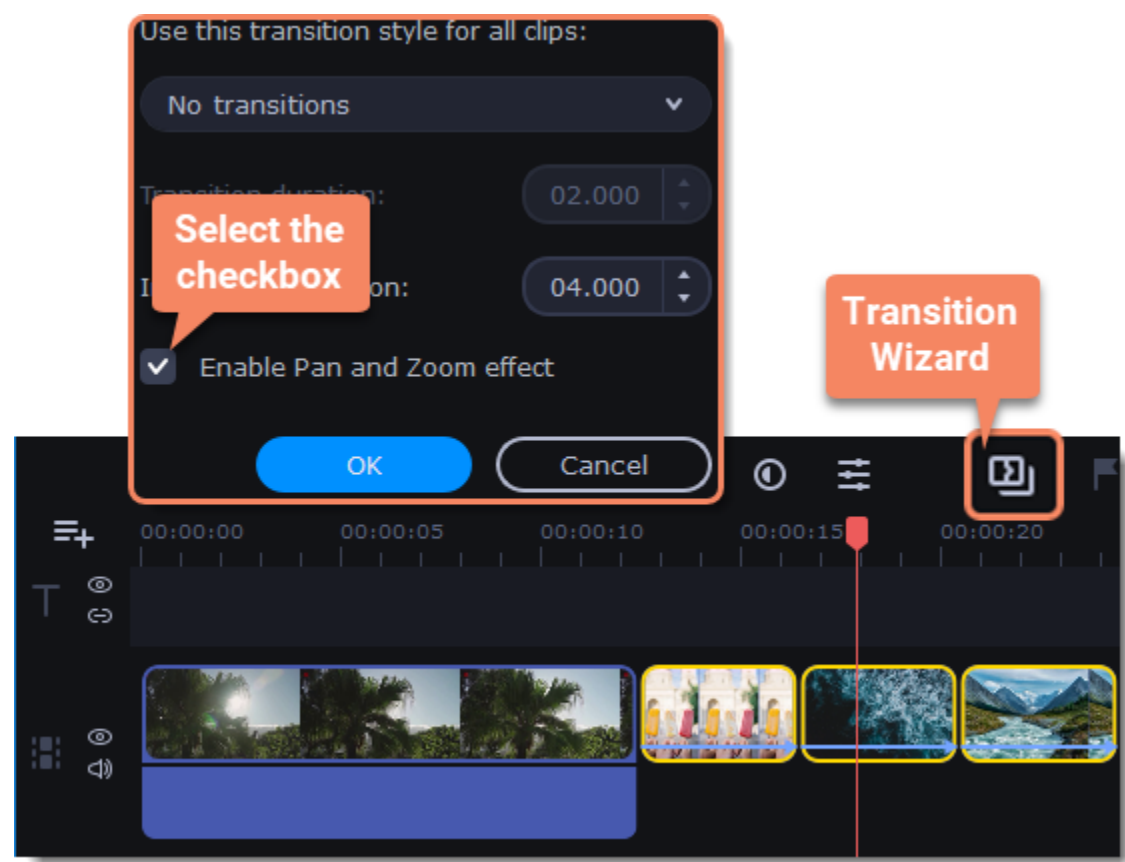 Use this transition style for all clips:
No transitions
Transition duration:
02.000
Select the
checkbox
on:
04.000
Enable Pan and Zoom effect
Transition
Wizard
OK
Cancel
00:00:00
00:00:05
00:00:10
00:00:15
00:00:20
T